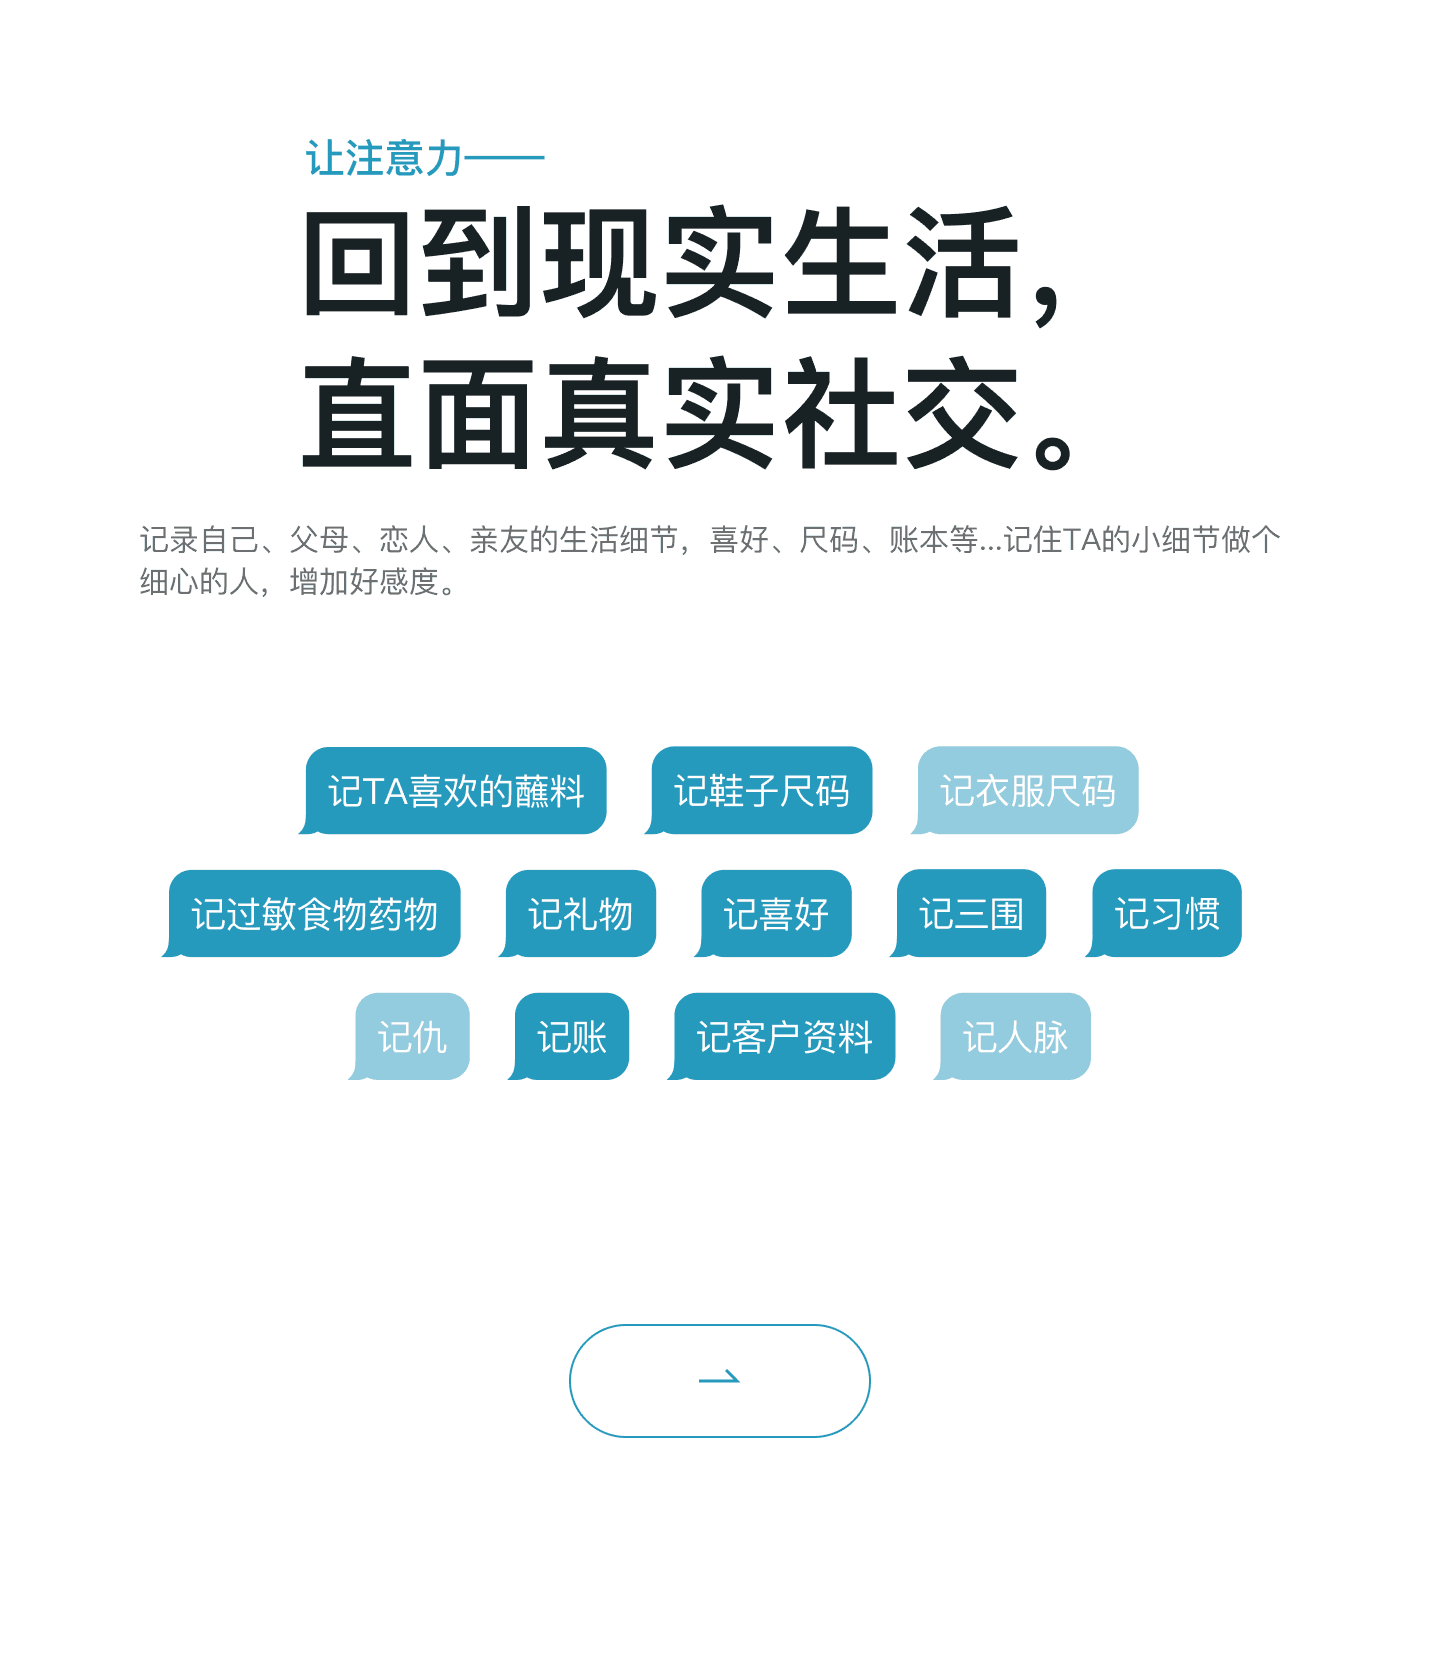 让注意力——
回到现实生活，
直面真实社交。
记录自己、父母、恋人、亲友的生活细节，喜好、尺码、账本等...记住TA的小细节做个
细心的人，增加好感度。
记TA喜欢的蘸料
记鞋子尺码
记衣服尺码
记过敏食物药物
记礼物
记喜好
记三围
记习惯
记仇
记账
记客户资料
记人脉